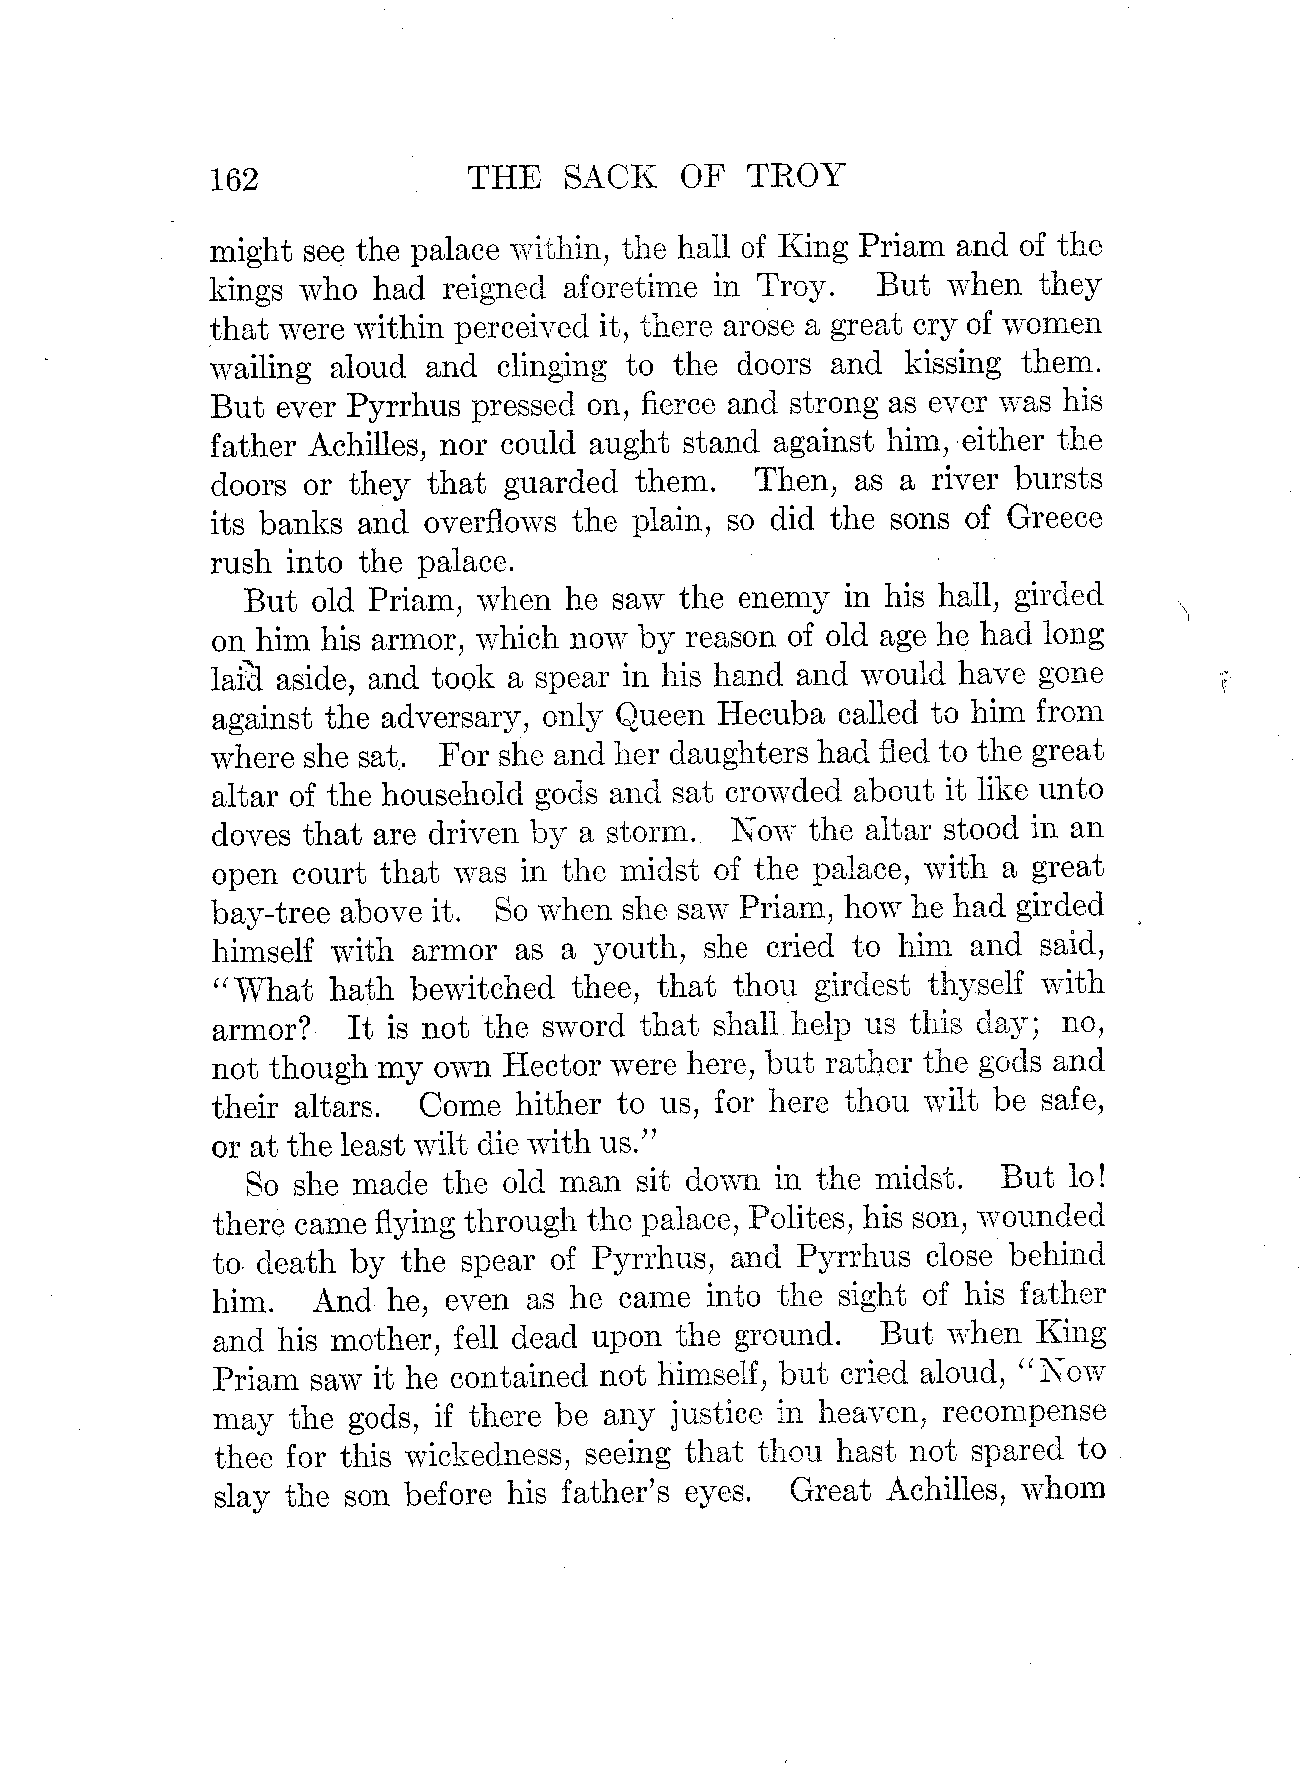 162 THE SACK OF TROY
might see the palace within, the hall of King Priam and of the
kings who had reigned aforetime in Troy. But when they
that were within perceived it, there arose a great cry of women
wailing aloud and clinging to the doors and kissing them.
But ever Pyrrhus pressed on, fierce and strong as ever was his
father Achilles, nor could aught stand against him, either the
doors or they that guarded them. Then, as a river bursts
its banks and overflows the plain, so did the sons of Greece
rush into the palace.
But old Priam, when he saw the enemy in his hall, girded
on him his armor, which now by reason of old age he had long
laid aside, and took a spear in his hand and would have gone
against the adversary, only Queen Hecuba called to him from
where she sat. For she and her daughters had fled to the great
altar of the household gods and sat crowded about it like unto
doves that are driven by a storm. Now the altar stood in an
open court that was in the midst of the palace, with a great
bay-tree above it. So when she saw Priam, how he had girded
himself with armor as a youth, she cried to him and said,
"What hath bewitched thee, that thou girdest thyself with
armor? It is not the sword that shall help us this day; no,
not though my own Hector were here, but rather the gods and
their altars. Come hither to us, for here thou wilt be safe,
or at the least wilt die with us."
So she made the old man sit down in the midst. But lo!
there came flying through the palace, Polites, his son, wounded
to death by the spear of Pyrrhus, and Pyrrhus close behind
him. And he, even as he came into the sight of his father
and his mother, fell dead upon the ground. But when King
Priam saw it he contained not himself, but cried aloud, "Now
may the gods, if there be any justice in heaven, recompense
thee for this wickedness, seeing that thou hast not spared to
slay the son before his father's eyes. Great Achilles, whom